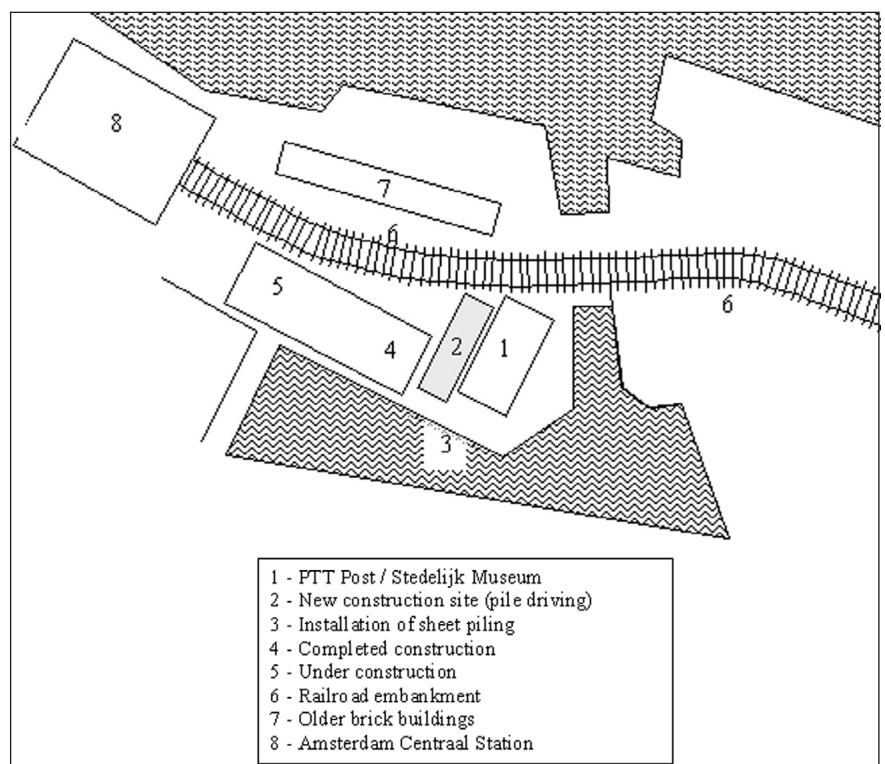 8
7
6
5
6
4
2
1
3
1 - PTT Post / Stedelijk Museum
2 - New construction site (pile driving)
3 - Installation of sheet piling
4 - Completed construction
5 - Under construction
6 - Railroad embankment
7 - Older brick buildings
8 - Amsterdam Centraal Station